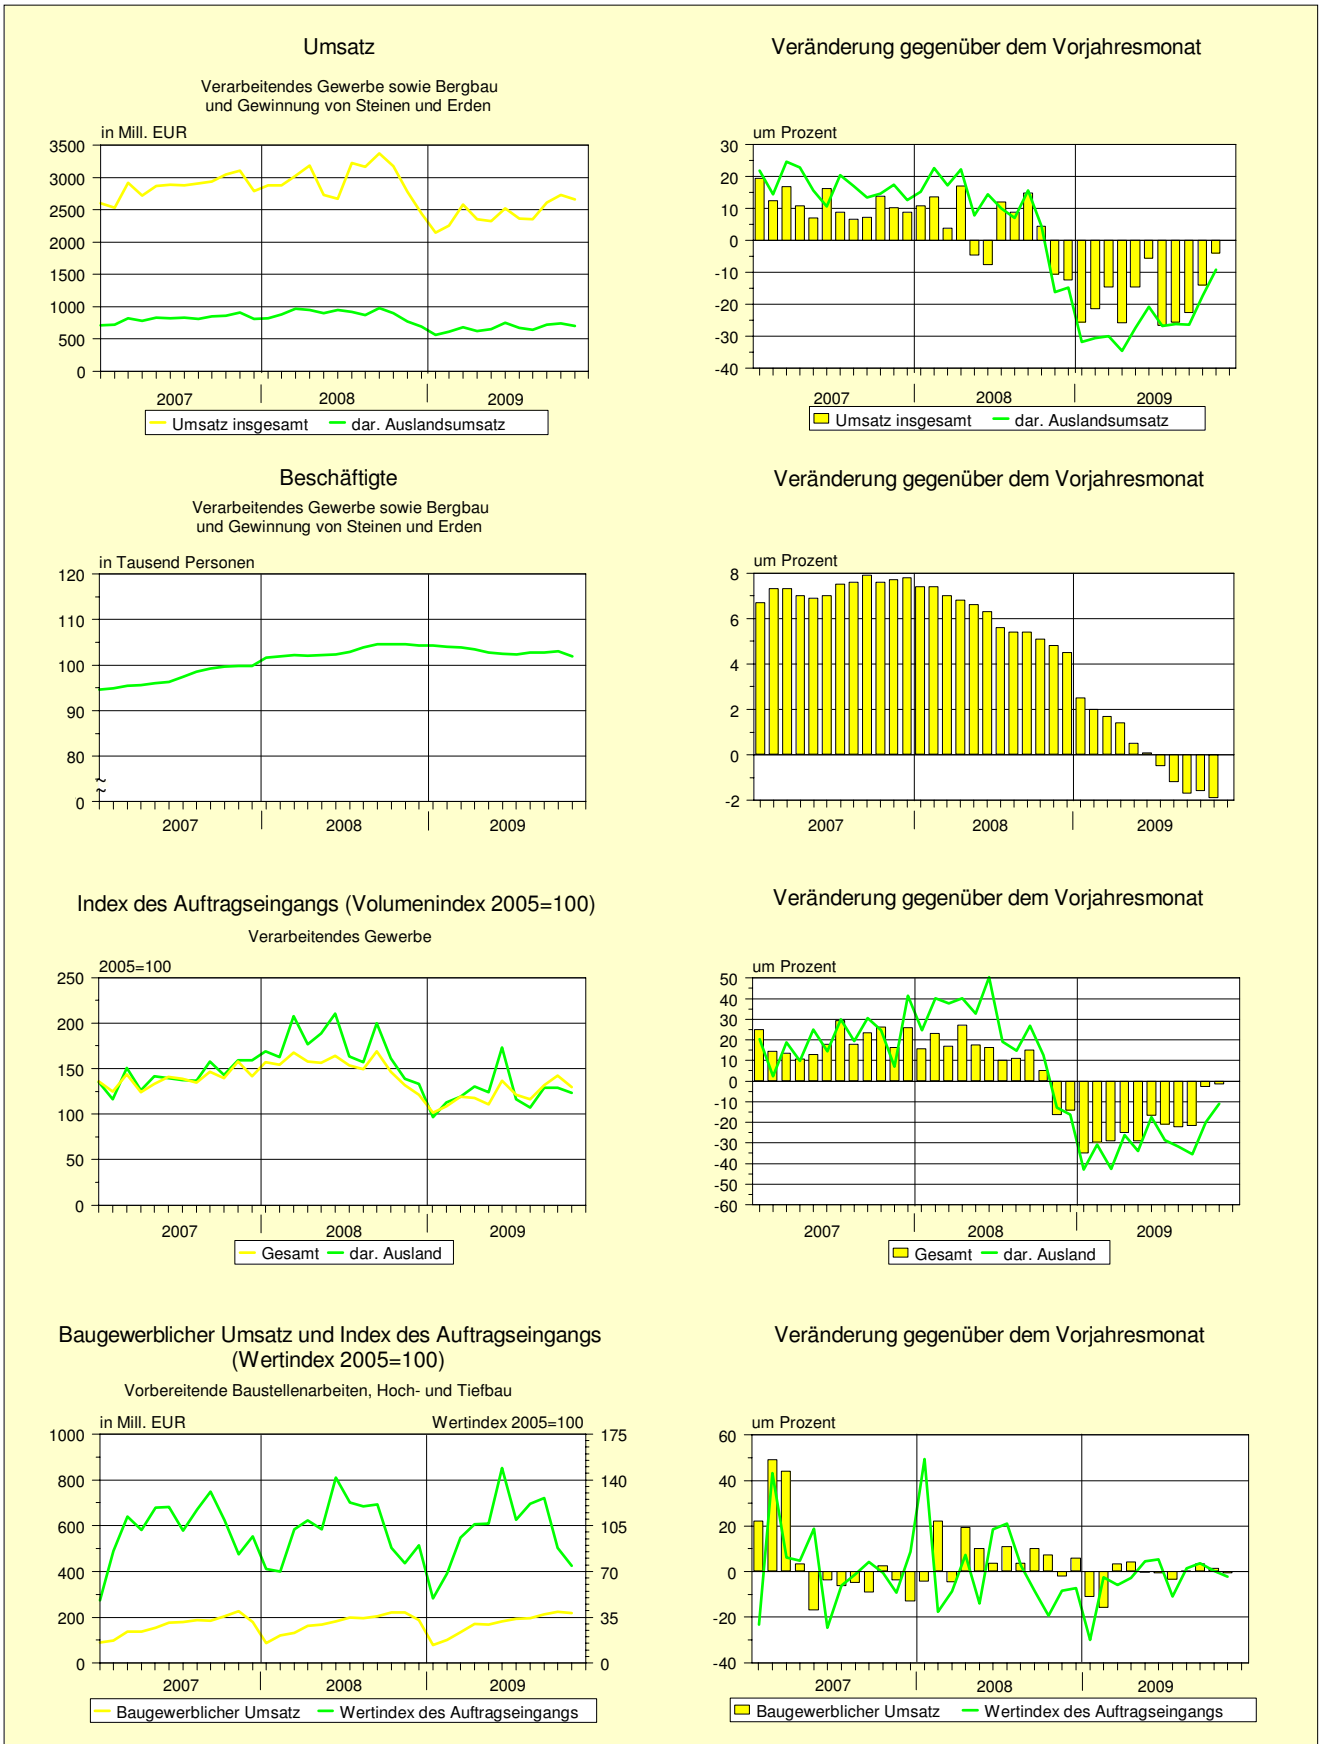 Umsatz
Verarbeitendes Gewerbe sowie Bergbau
und Gewinnung von Steinen und Erden
in Mill. EUR
3500
3000
2500
2000
1500
1000
500
0
2007 2008 2009
Umsatz insgesamt dar. Auslandsumsatz
Veränderung gegenüber dem Vorjahresmonat
um Prozent
30
20
10
0
-10
-20
-30
-40
2007 2008 2009
Umsatz insgesamt dar. Auslandsumsatz
Beschäftigte
Verarbeitendes Gewerbe sowie Bergbau
und Gewinnung von Steinen und Erden
in Tausend Personen
120
110
100
90
80
0
2007 2008 2009
Veränderung gegenüber dem Vorjahresmonat
um Prozent
8
6
4
2
0
-2
2007 2008 2009
Index des Auftragseingangs (Volumenindex 2005=100)
Verarbeitendes Gewerbe
2005=100
250
200
150
100
50
0
2007 2008 2009
Gesamt dar. Ausland
Veränderung gegenüber dem Vorjahresmonat
um Prozent
50
40
30
20
10
0
-10
-20
-30
-40
-50
-60
2007 2008 2009
Gesamt dar. Ausland
Baugewerblicher Umsatz und Index des Auftragseingangs
(Wertindex 2005=100)
Vorbereitende Baustellenarbeiten, Hoch- und Tiefbau
in Mill. EUR Wertindex 2005=100
1000 175
800 140
600 105
400 70
200 35
0 0
2007 2008 2009
Baugewerblicher Umsatz Wertindex des Auftragseingangs
Veränderung gegenüber dem Vorjahresmonat
um Prozent
60
40
20
0
-20
-40
2007 2008 2009
Baugewerblicher Umsatz Wertindex des Auftragseingangs